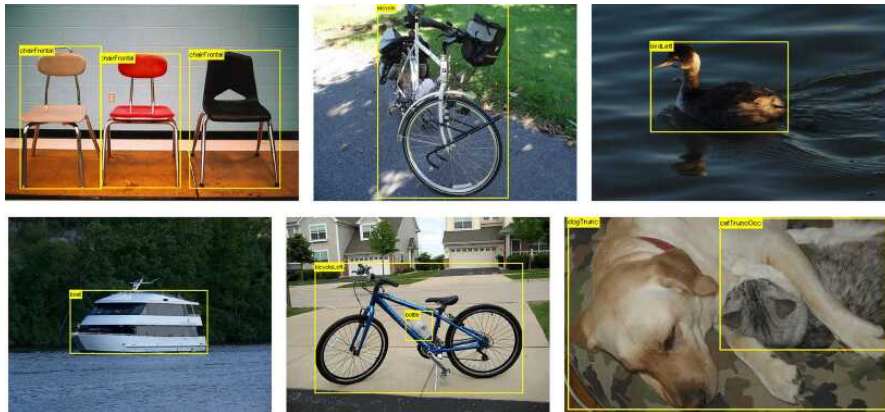 chairFrontal
chairFrontal
chairFrontal
bicycle
birdLeft
boat
bicycleLeft
bottle
dogTrunc
catTruncOcc